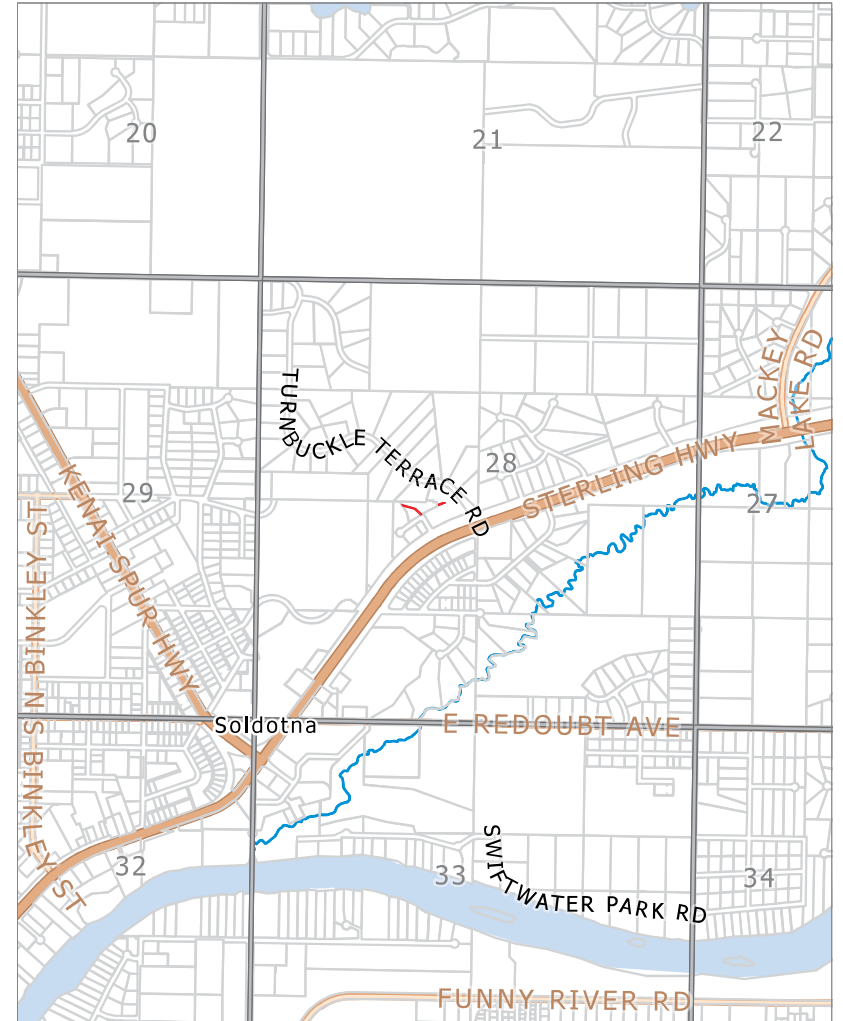 20
21
22
TURNBUCKLE TERRACE RD
MACKEY
LAKE RD
28
STERLING HWY
29
27
KENAI SPUR HWY
N BINKLEY ST
Soldotna
E REDOUBT AVE
S BINKLEY ST
SWIFTWATER PARK RD
32
33
34
FUNNY RIVER RD